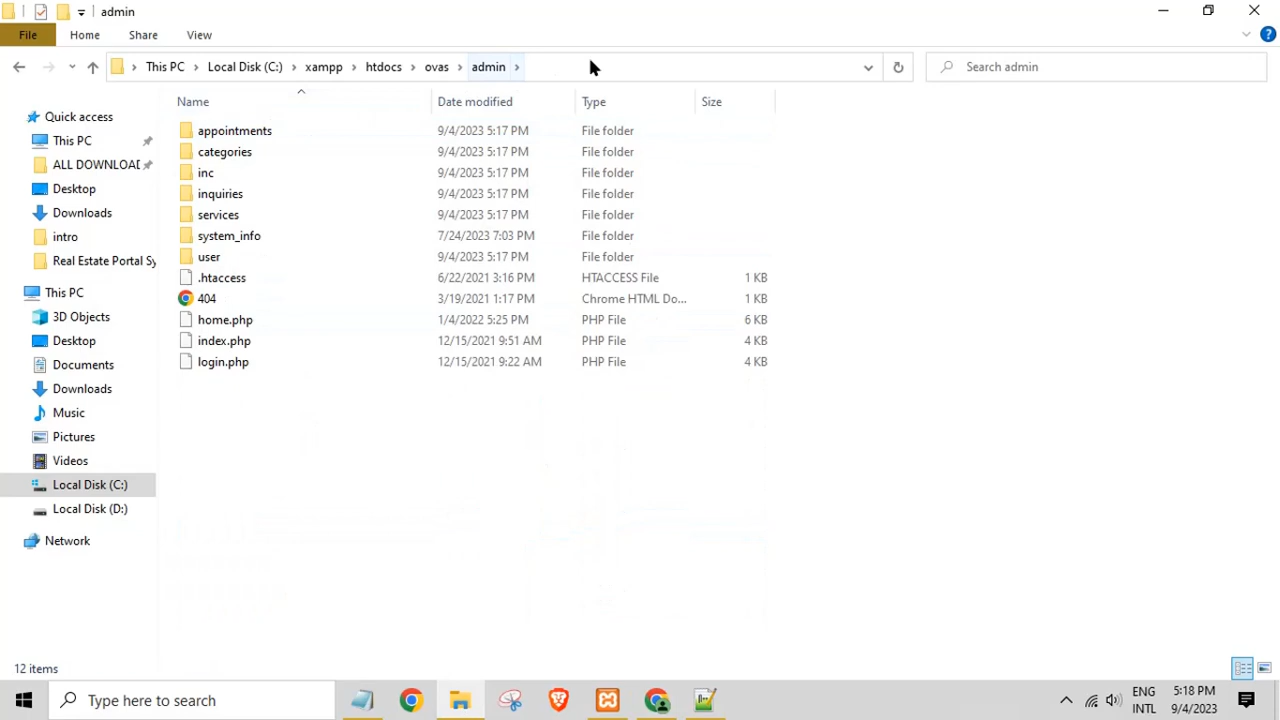 admin
File Home Share View
This PC Local Disk (C:) xampp htdocs ovas admin Search admin
Name Date modified Type Size
appointments 9/4/2023 5:17 PM File folder
categories 9/4/2023 5:17 PM File folder
inc 9/4/2023 5:17 PM File folder
inquiries 9/4/2023 5:17 PM File folder
services 9/4/2023 5:17 PM File folder
system_info 7/24/2023 7:03 PM File folder
user 9/4/2023 5:17 PM File folder
.htaccess 6/22/2021 3:16 PM HTACCESS File 1 KB
404 3/19/2021 1:17 PM Chrome HTML Do... 1 KB
home.php 1/4/2022 5:25 PM PHP File 6 KB
index.php 12/15/2021 9:51 AM PHP File 4 KB
login.php 12/15/2021 9:22 AM PHP File 4 KB
Quick access
This PC
ALL DOWNLOAD
Desktop
Downloads
intro
Real Estate Portal Sy
This PC
3D Objects
Desktop
Documents
Downloads
Music
Pictures
Videos
Local Disk (C:)
Local Disk (D:)
Network
12 items
Type here to search
ENG
INTL
5:18 PM
9/4/2023